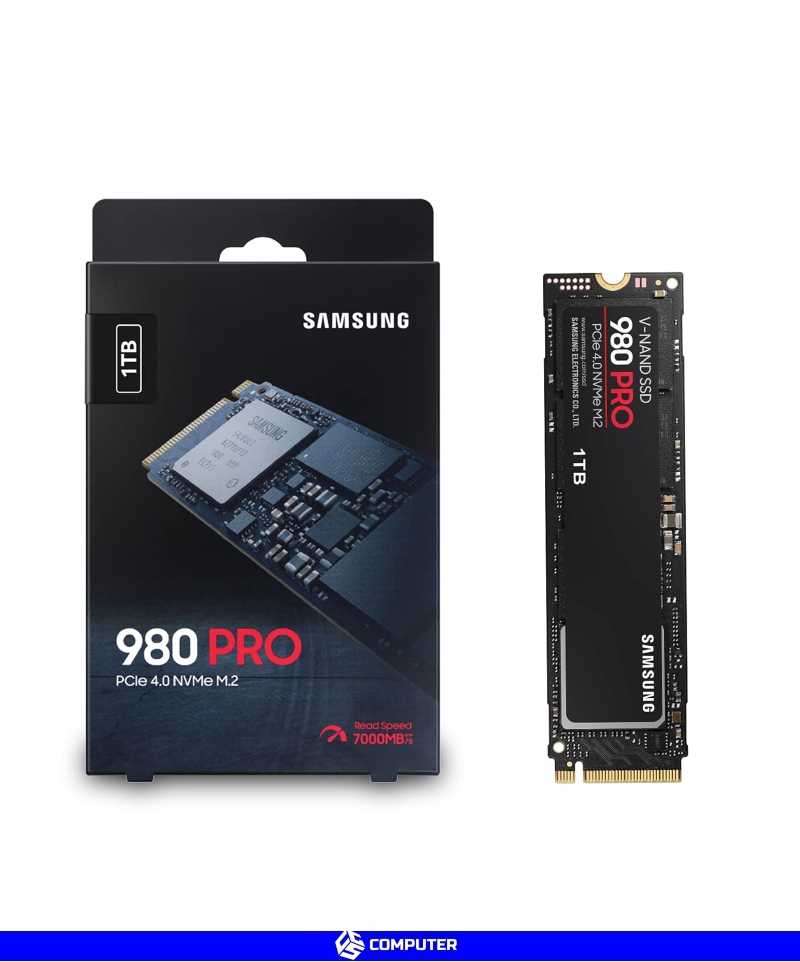 SAMSUNG
1TB
SAMSUNG
980 PRO
PCIe 4.0 NVMe M.2
Read Speed
7000MB/s
V-NAND SSD
980 PRO
PCIe 4.0 NVMe M.2
www.samsung.com/ssd
SAMSUNG ELECTRONICS CO., LTD.
1TB
SAMSUNG
COMPUTER